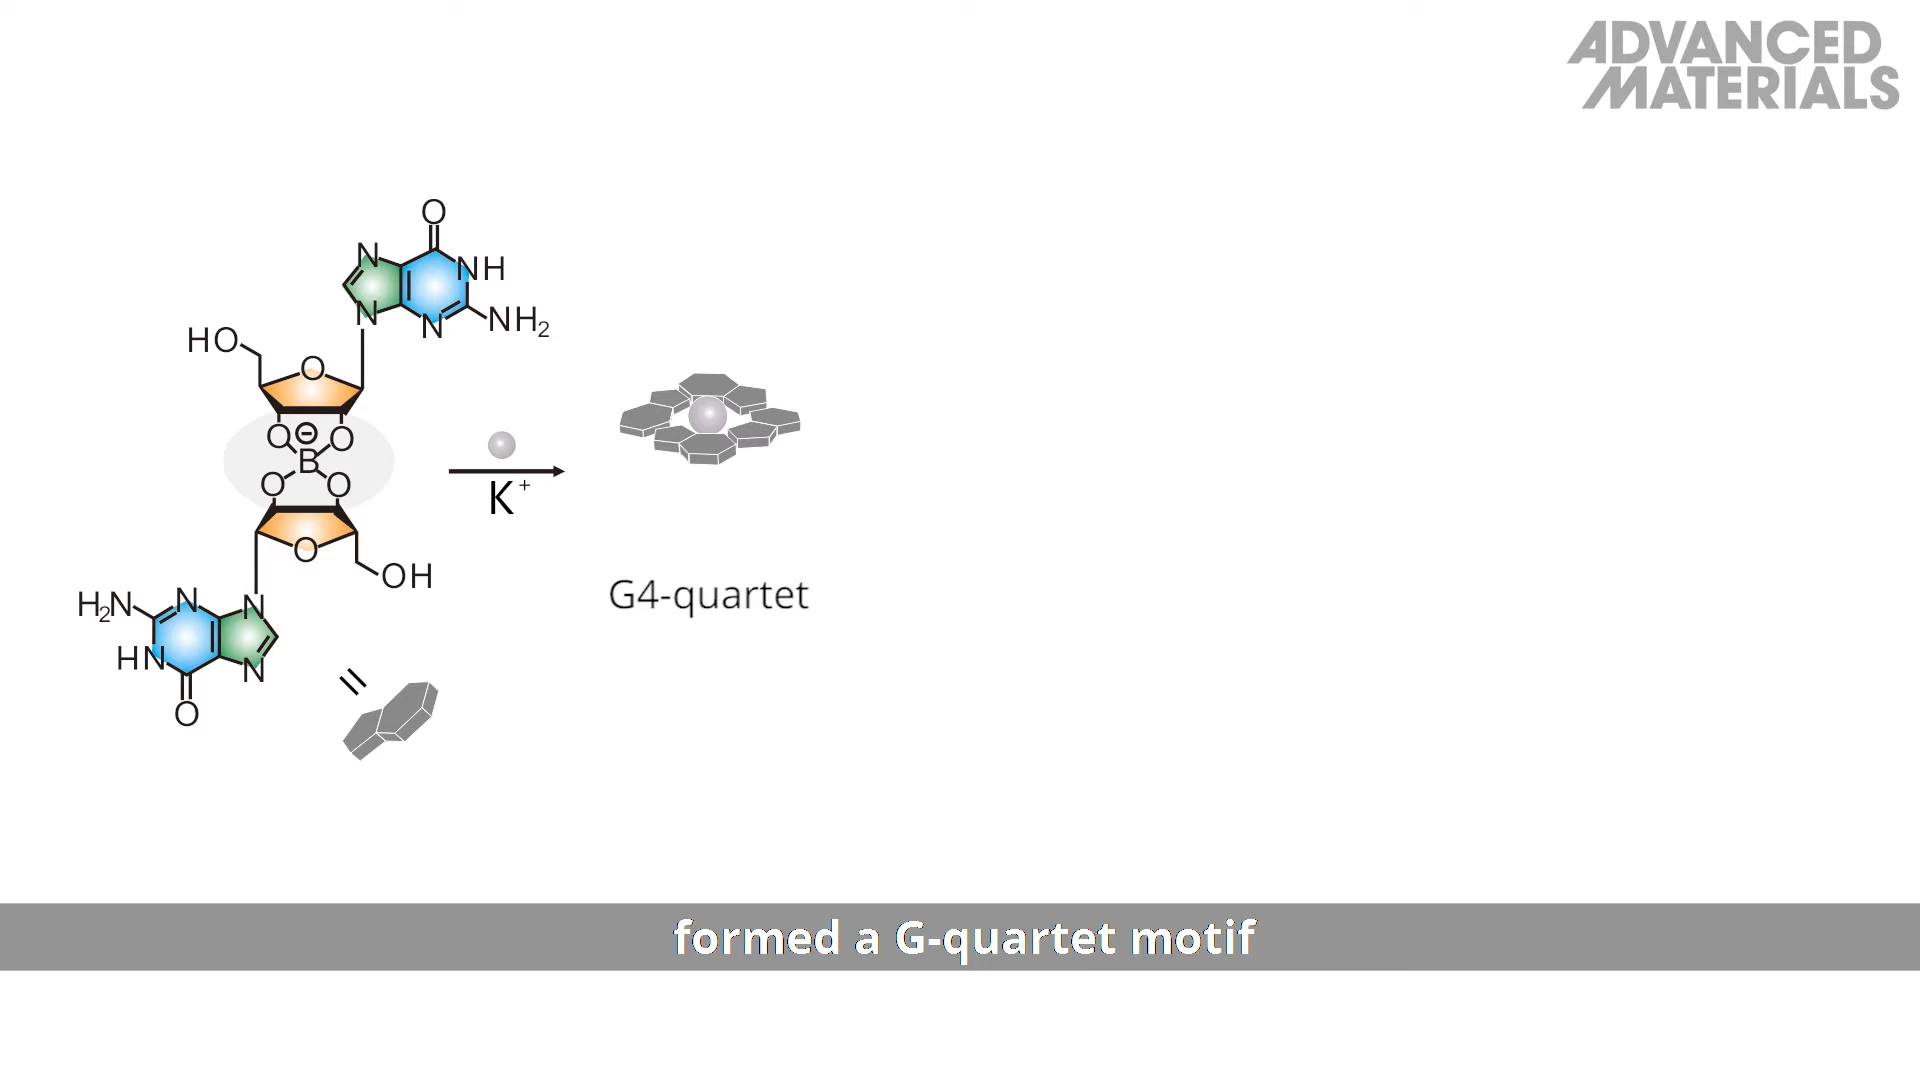 ADVANCED
MATERIALS
O
N
NH
N
N
NH2
HO
O
O
O
B
O
O
O
OH
K+
G4-quartet
H2N
N
N
HN
N
O
formed a G-quartet motif